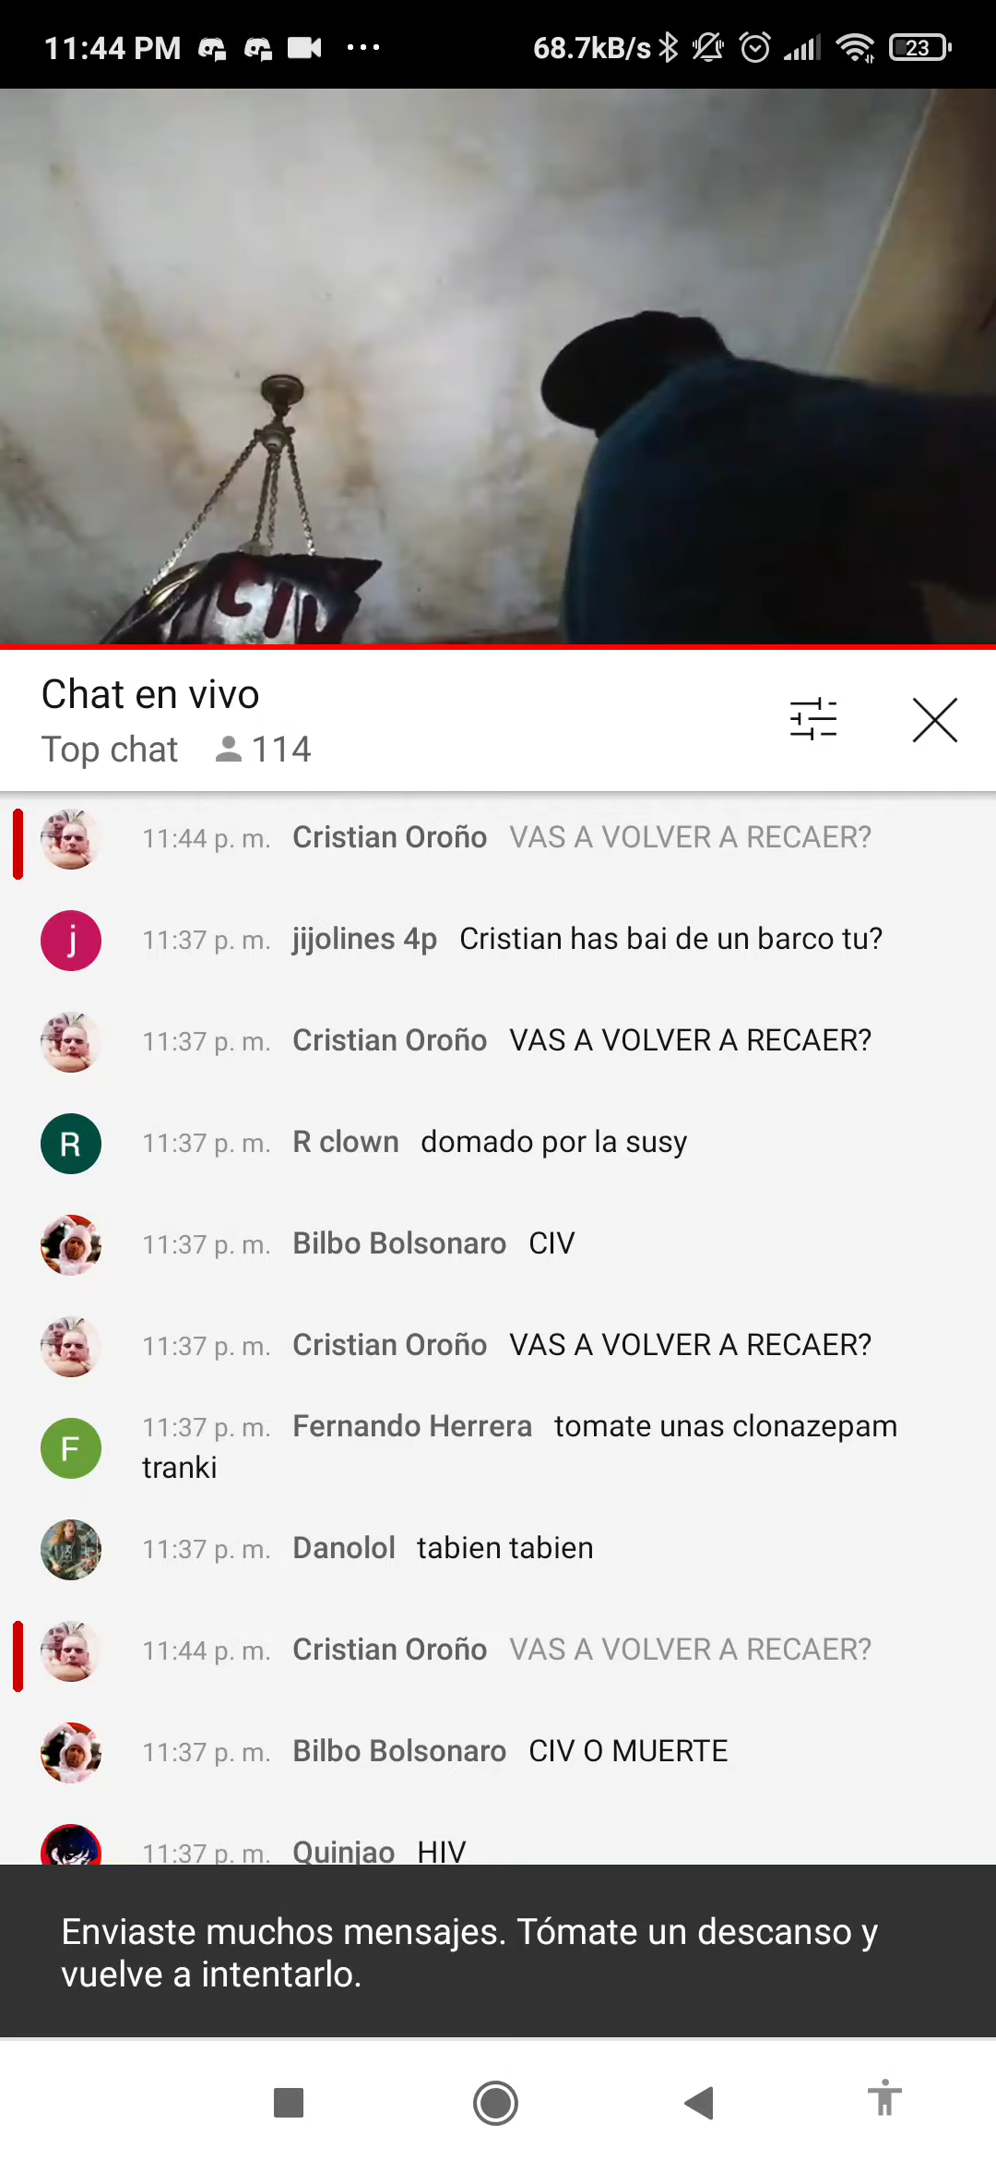 11:44 PM
68.7kB/s
23
CIV
Chat en vivo
Top chat 114
11:44 p. m. Cristian Oroño VAS A VOLVER A RECAER?
j
11:37 p. m. jijolines 4p Cristian has bai de un barco tu?
11:37 p. m. Cristian Oroño VAS A VOLVER A RECAER?
R
11:37 p. m. R clown domado por la susy
11:37 p. m. Bilbo Bolsonaro CIV
11:37 p. m. Cristian Oroño VAS A VOLVER A RECAER?
F
11:37 p. m. Fernando Herrera tomate unas clonazepam
tranki
11:37 p. m. Danolol tabien tabien
11:44 p. m. Cristian Oroño VAS A VOLVER A RECAER?
11:37 p. m. Bilbo Bolsonaro CIV O MUERTE
11:37 p. m. Quinjao HIV
Enviaste muchos mensajes. Tómate un descanso y
vuelve a intentarlo.